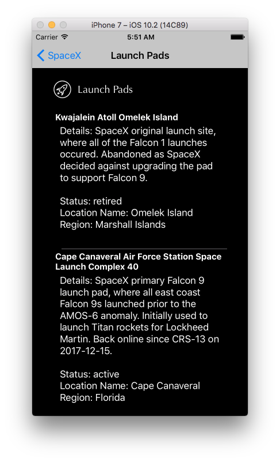 iPhone 7 – iOS 10.2 (14C89)
Carrier 5:51 AM
SpaceX Launch Pads
Launch Pads
Kwajalein Atoll Omelek Island
Details: SpaceX original launch site,
where all of the Falcon 1 launches
occured. Abandoned as SpaceX
decided against upgrading the pad
to support Falcon 9.
Status: retired
Location Name: Omelek Island
Region: Marshall Islands
Cape Canaveral Air Force Station Space
Launch Complex 40
Details: SpaceX primary Falcon 9
launch pad, where all east coast
Falcon 9s launched prior to the
AMOS-6 anomaly. Initially used to
launch Titan rockets for Lockheed
Martin. Back online since CRS-13 on
2017-12-15.
Status: active
Location Name: Cape Canaveral
Region: Florida